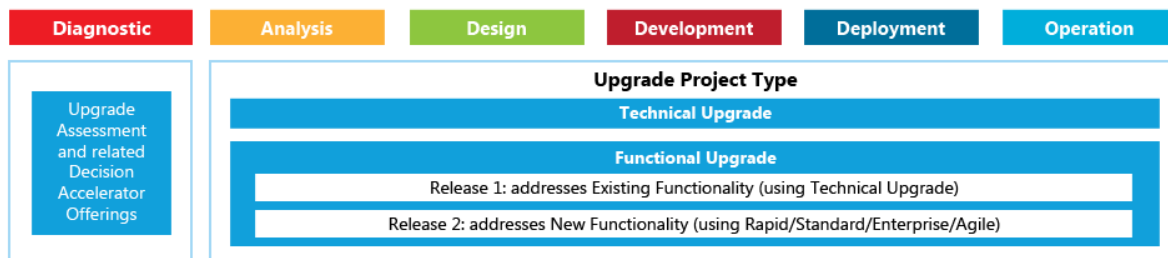 Diagnostic
Analysis
Design
Development
Deployment
Operation
Upgrade
Assessment
and related
Decision
Accelerator
Offerings
Upgrade Project Type
Technical Upgrade
Functional Upgrade
Release 1: addresses Existing Functionality (using Technical Upgrade)
Release 2: addresses New Functionality (using Rapid/Standard/Enterprise/Agile)